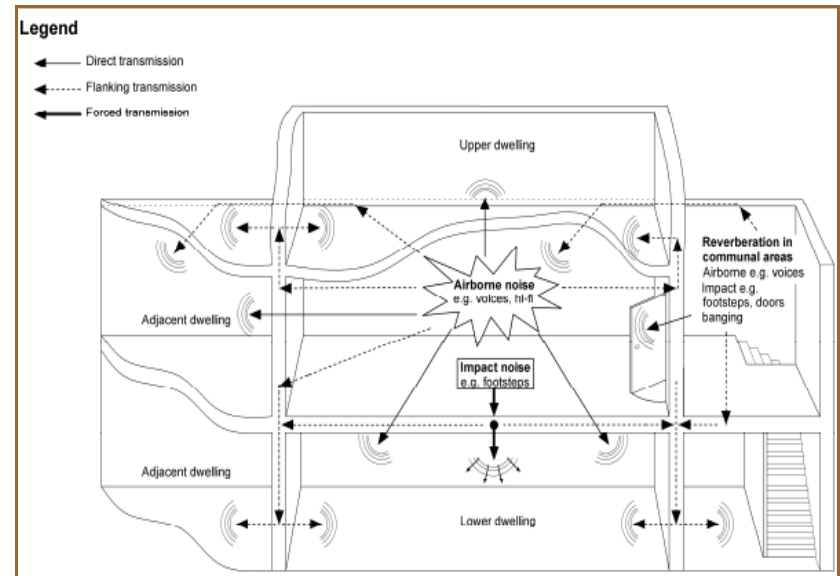 Legend
Direct transmission
Flanking transmission
Forced transmission
Upper dwelling
Reverberation in
communal areas
Airborne e.g. voices
Impact e.g.
footsteps, doors
banging
Airborne noise
e.g. voices, hi-fi
Adjacent dwelling
Impact noise
e.g. footsteps
Adjacent dwelling
Lower dwelling